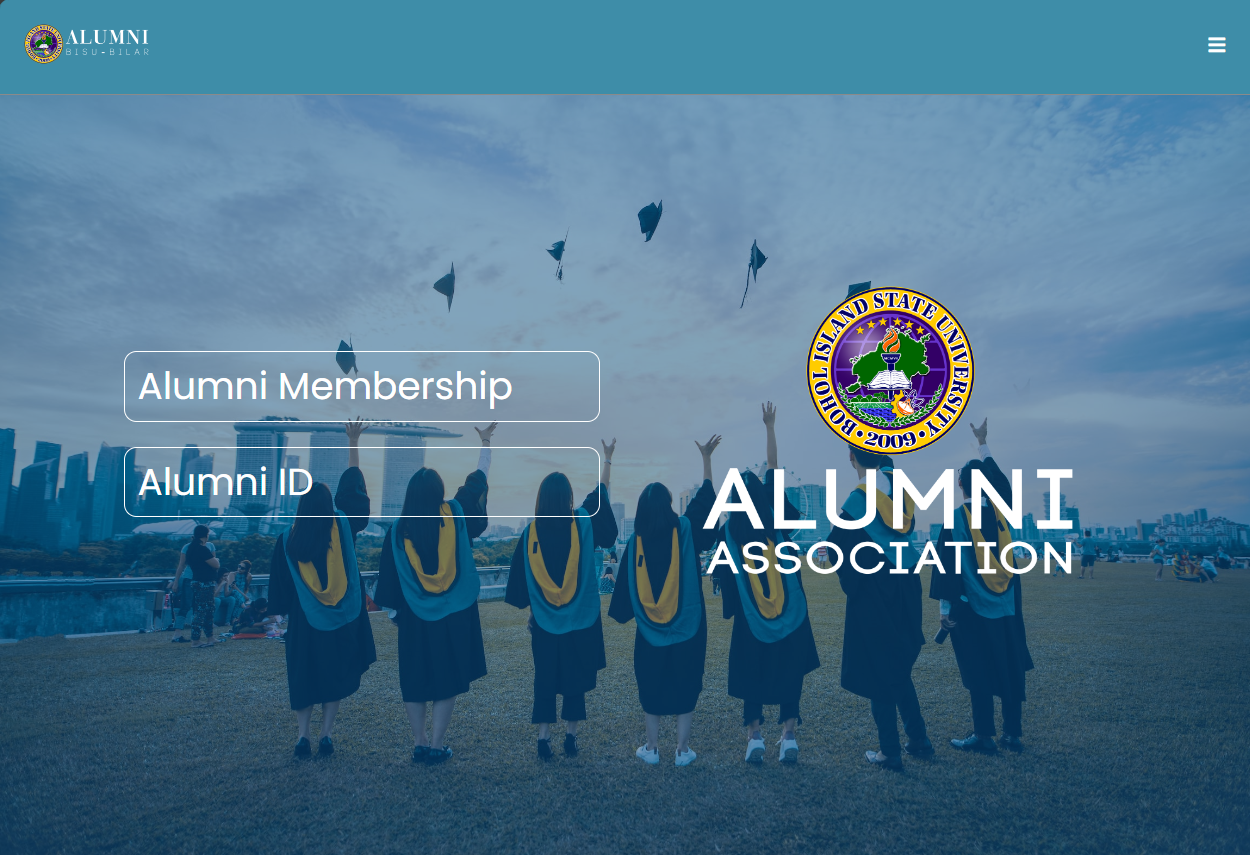 ALUMNI
BISU-BILAR
Alumni Membership
Alumni ID
BOHOL ISLAND STATE UNIVERSITY
• 2009 •
ALUMNI
ASSOCIATION